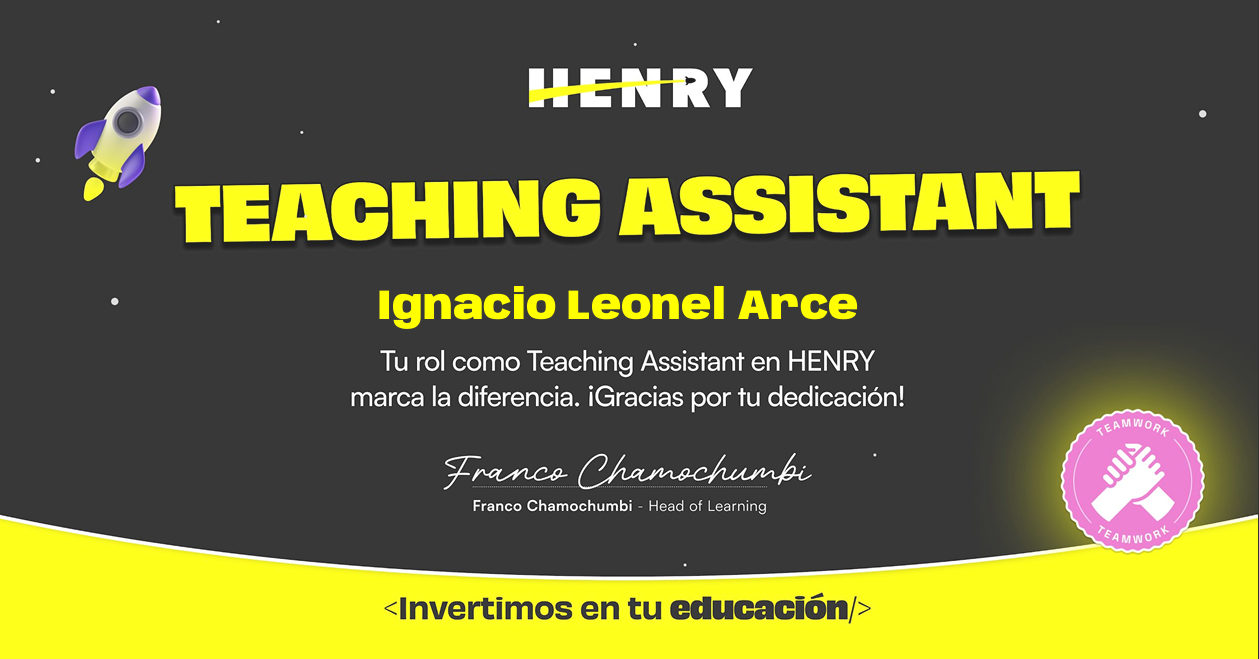 HENRY
TEACHING ASSISTANT
Ignacio Leonel Arce
Tu rol como Teaching Assistant en HENRY
marca la diferencia. ¡Gracias por tu dedicación!
Franco Chamochumbi
Franco Chamochumbi - Head of Learning
TEAMWORK
TEAMWORK
<Invertimos en tu educación/>